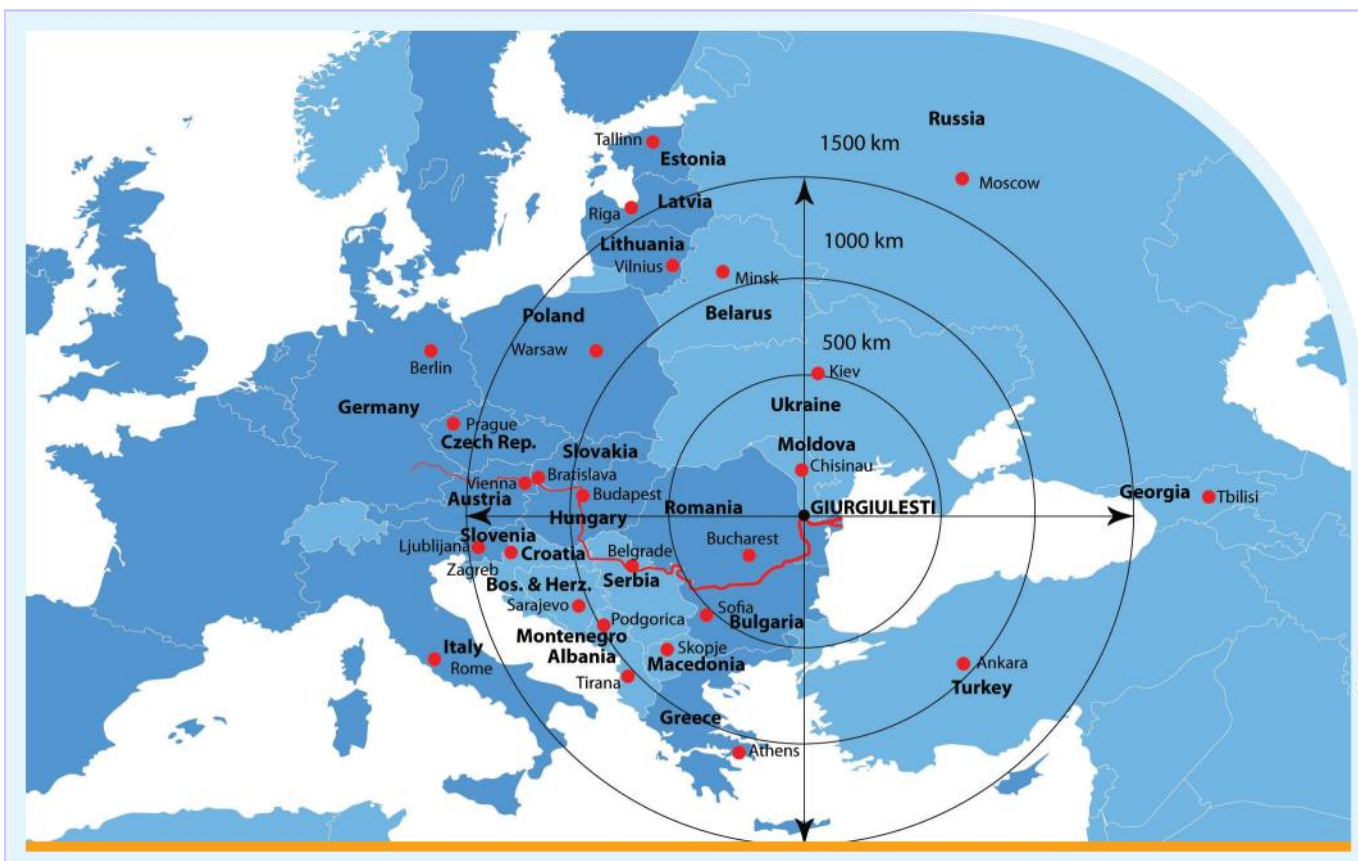 Russia
1500 km
Tallinn
Estonia
Moscow
Latvia
Riga
1000 km
Lithuania
Vilnius
Minsk
Poland
Belarus
500 km
Warsaw
Berlin
Kiev
Germany
Ukraine
Prague
Czech Rep.
Moldova
Slovakia
Chisinau
Bratislava
Vienna
Budapest
Georgia
Tbilisi
Austria
Romania
GIURGIULESTI
Hungary
Slovenia
Bucharest
Ljublijana
Croatia
Belgrade
Zagreb
Serbia
Bos. & Herz.
Sarajevo
Sofia
Podgorica
Bulgaria
Montenegro
Italy
Skopje
Albania
Rome
Macedonia
Ankara
Tirana
Turkey
Greece
Athens